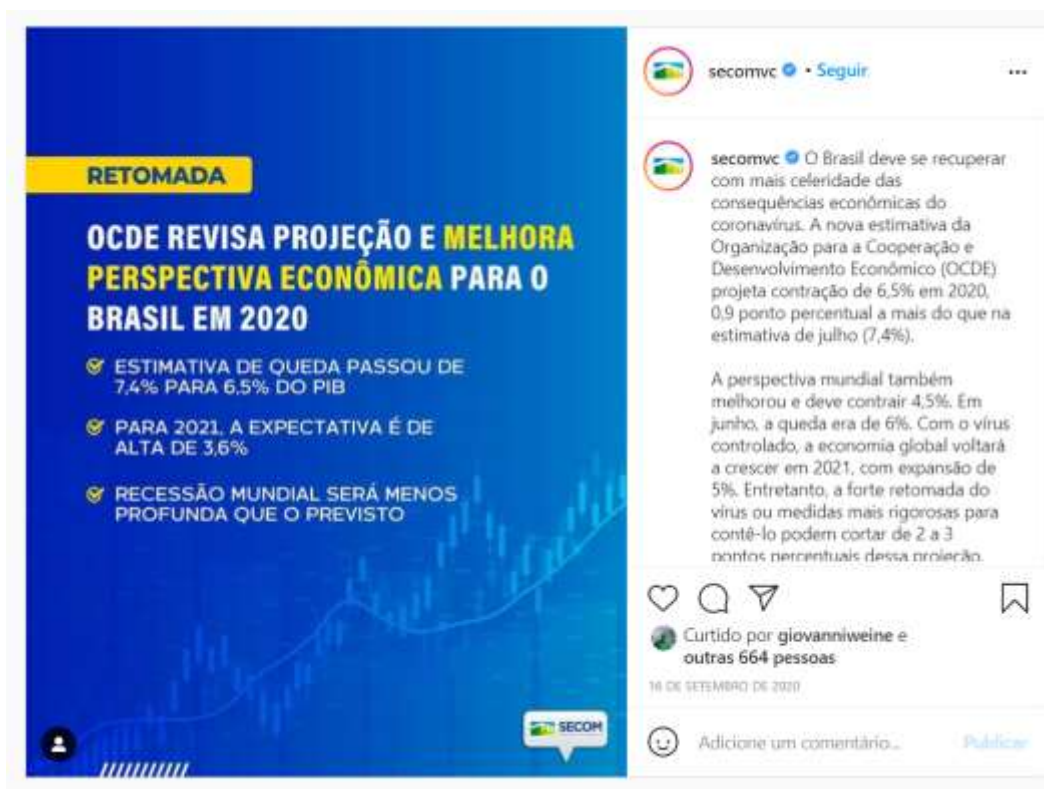 RETOMADA
OCDE REVISA PROJEÇÃO E MELHORA
PERSPECTIVA ECONÔMICA PARA O
BRASIL EM 2020
ESTIMATIVA DE QUEDA PASSOU DE
7,4% PARA 6,5% DO PIB
PARA 2021, A EXPECTATIVA É DE
ALTA DE 3,6%
RECESSÃO MUNDIAL SERÁ MENOS
PROFUNDA QUE O PREVISTO
SECOM
secomvc • Seguir
secomvc O Brasil deve se recuperar
com mais celeridade das
consequências econômicas do
coronavírus. A nova estimativa da
Organização para a Cooperação e
Desenvolvimento Econômico (OCDE)
projeta contração de 6,5% em 2020,
0,9 ponto percentual a mais do que na
estimativa de julho (7,4%).
A perspectiva mundial também
melhorou e deve contrair 4,5%. Em
junho, a queda era de 6%. Com o vírus
controlado, a economia global voltará
a crescer em 2021, com expansão de
5%. Entretanto, a forte retomada do
vírus ou medidas mais rigorosas para
contê-lo podem cortar de 2 a 3
pontos percentuais dessa projeção.
Curtido por giovanniweine e
outras 664 pessoas
16 DE SETEMBRO DE 2020
Adicione um comentário... Publicar